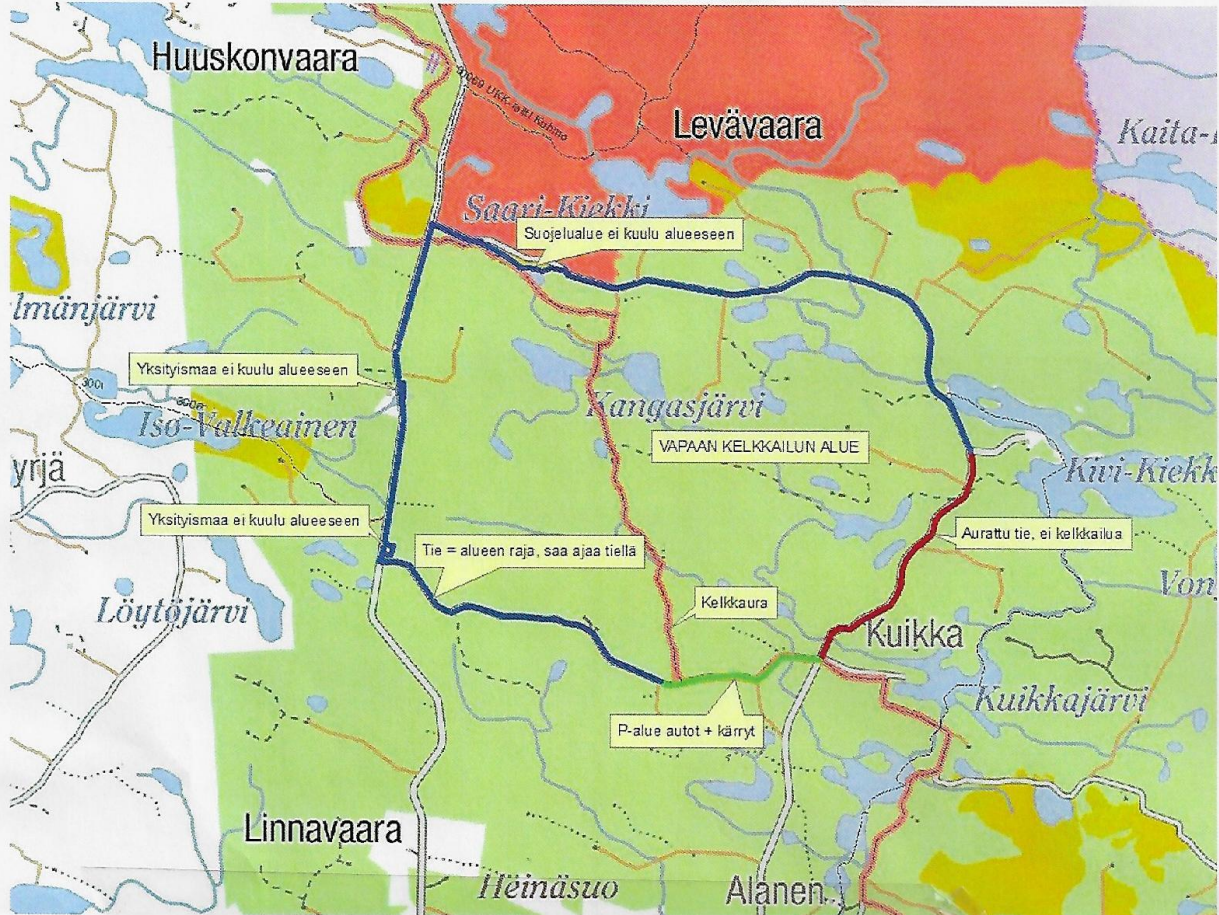 Huuskonvaara
Levävaara
Kaita-
Saari-Kiekki
Suojelualue ei kuulu alueeseen
lmänjärvi
Yksityismaa ei kuulu alueeseen
Iso-Valkeainen
Kangasjärvi
VAPAAN KELKKAILUN ALUE
yrjä
Kivi-Kiekk
Yksityismaa ei kuulu alueeseen
Tie = alueen raja, saa ajaa tiellä
Aurattu tie, ei kelkkailua
Löytöjärvi
Kelkkaura
Kuikka
Kuikkajärvi
P-alue autot + kärryt
Linnavaara
Heinäsuo
Alanen